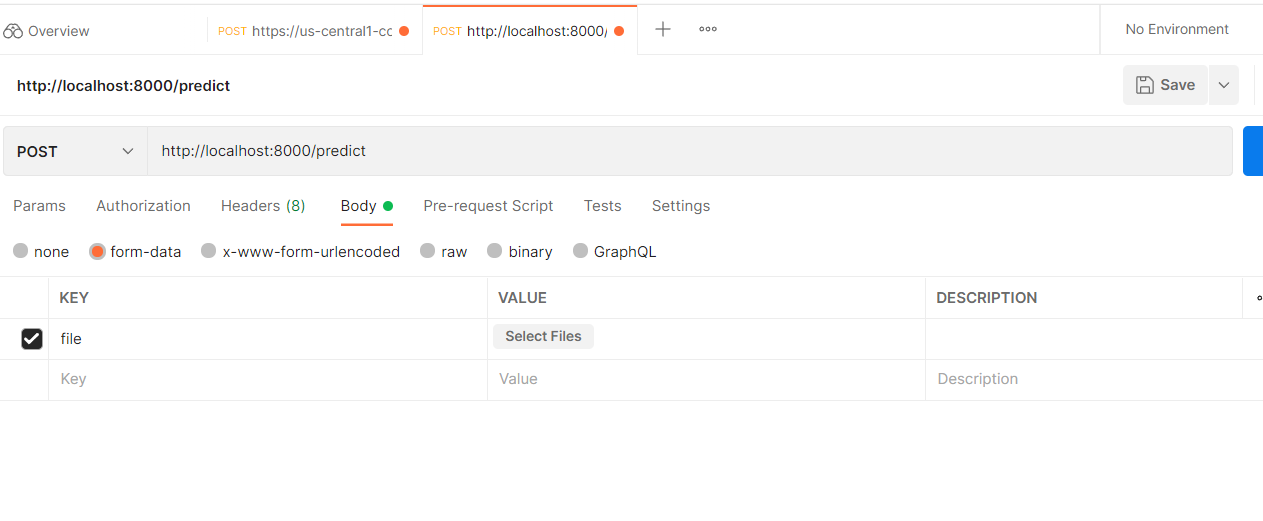 Overview POST https://us-central1-cc POST http://localhost:8000/ No Environment
http://localhost:8000/predict Save
POST http://localhost:8000/predict
Params Authorization Headers (8) Body Pre-request Script Tests Settings
none form-data x-www-form-urlencoded raw binary GraphQL
KEY VALUE DESCRIPTION
file Select Files
Key Value Description